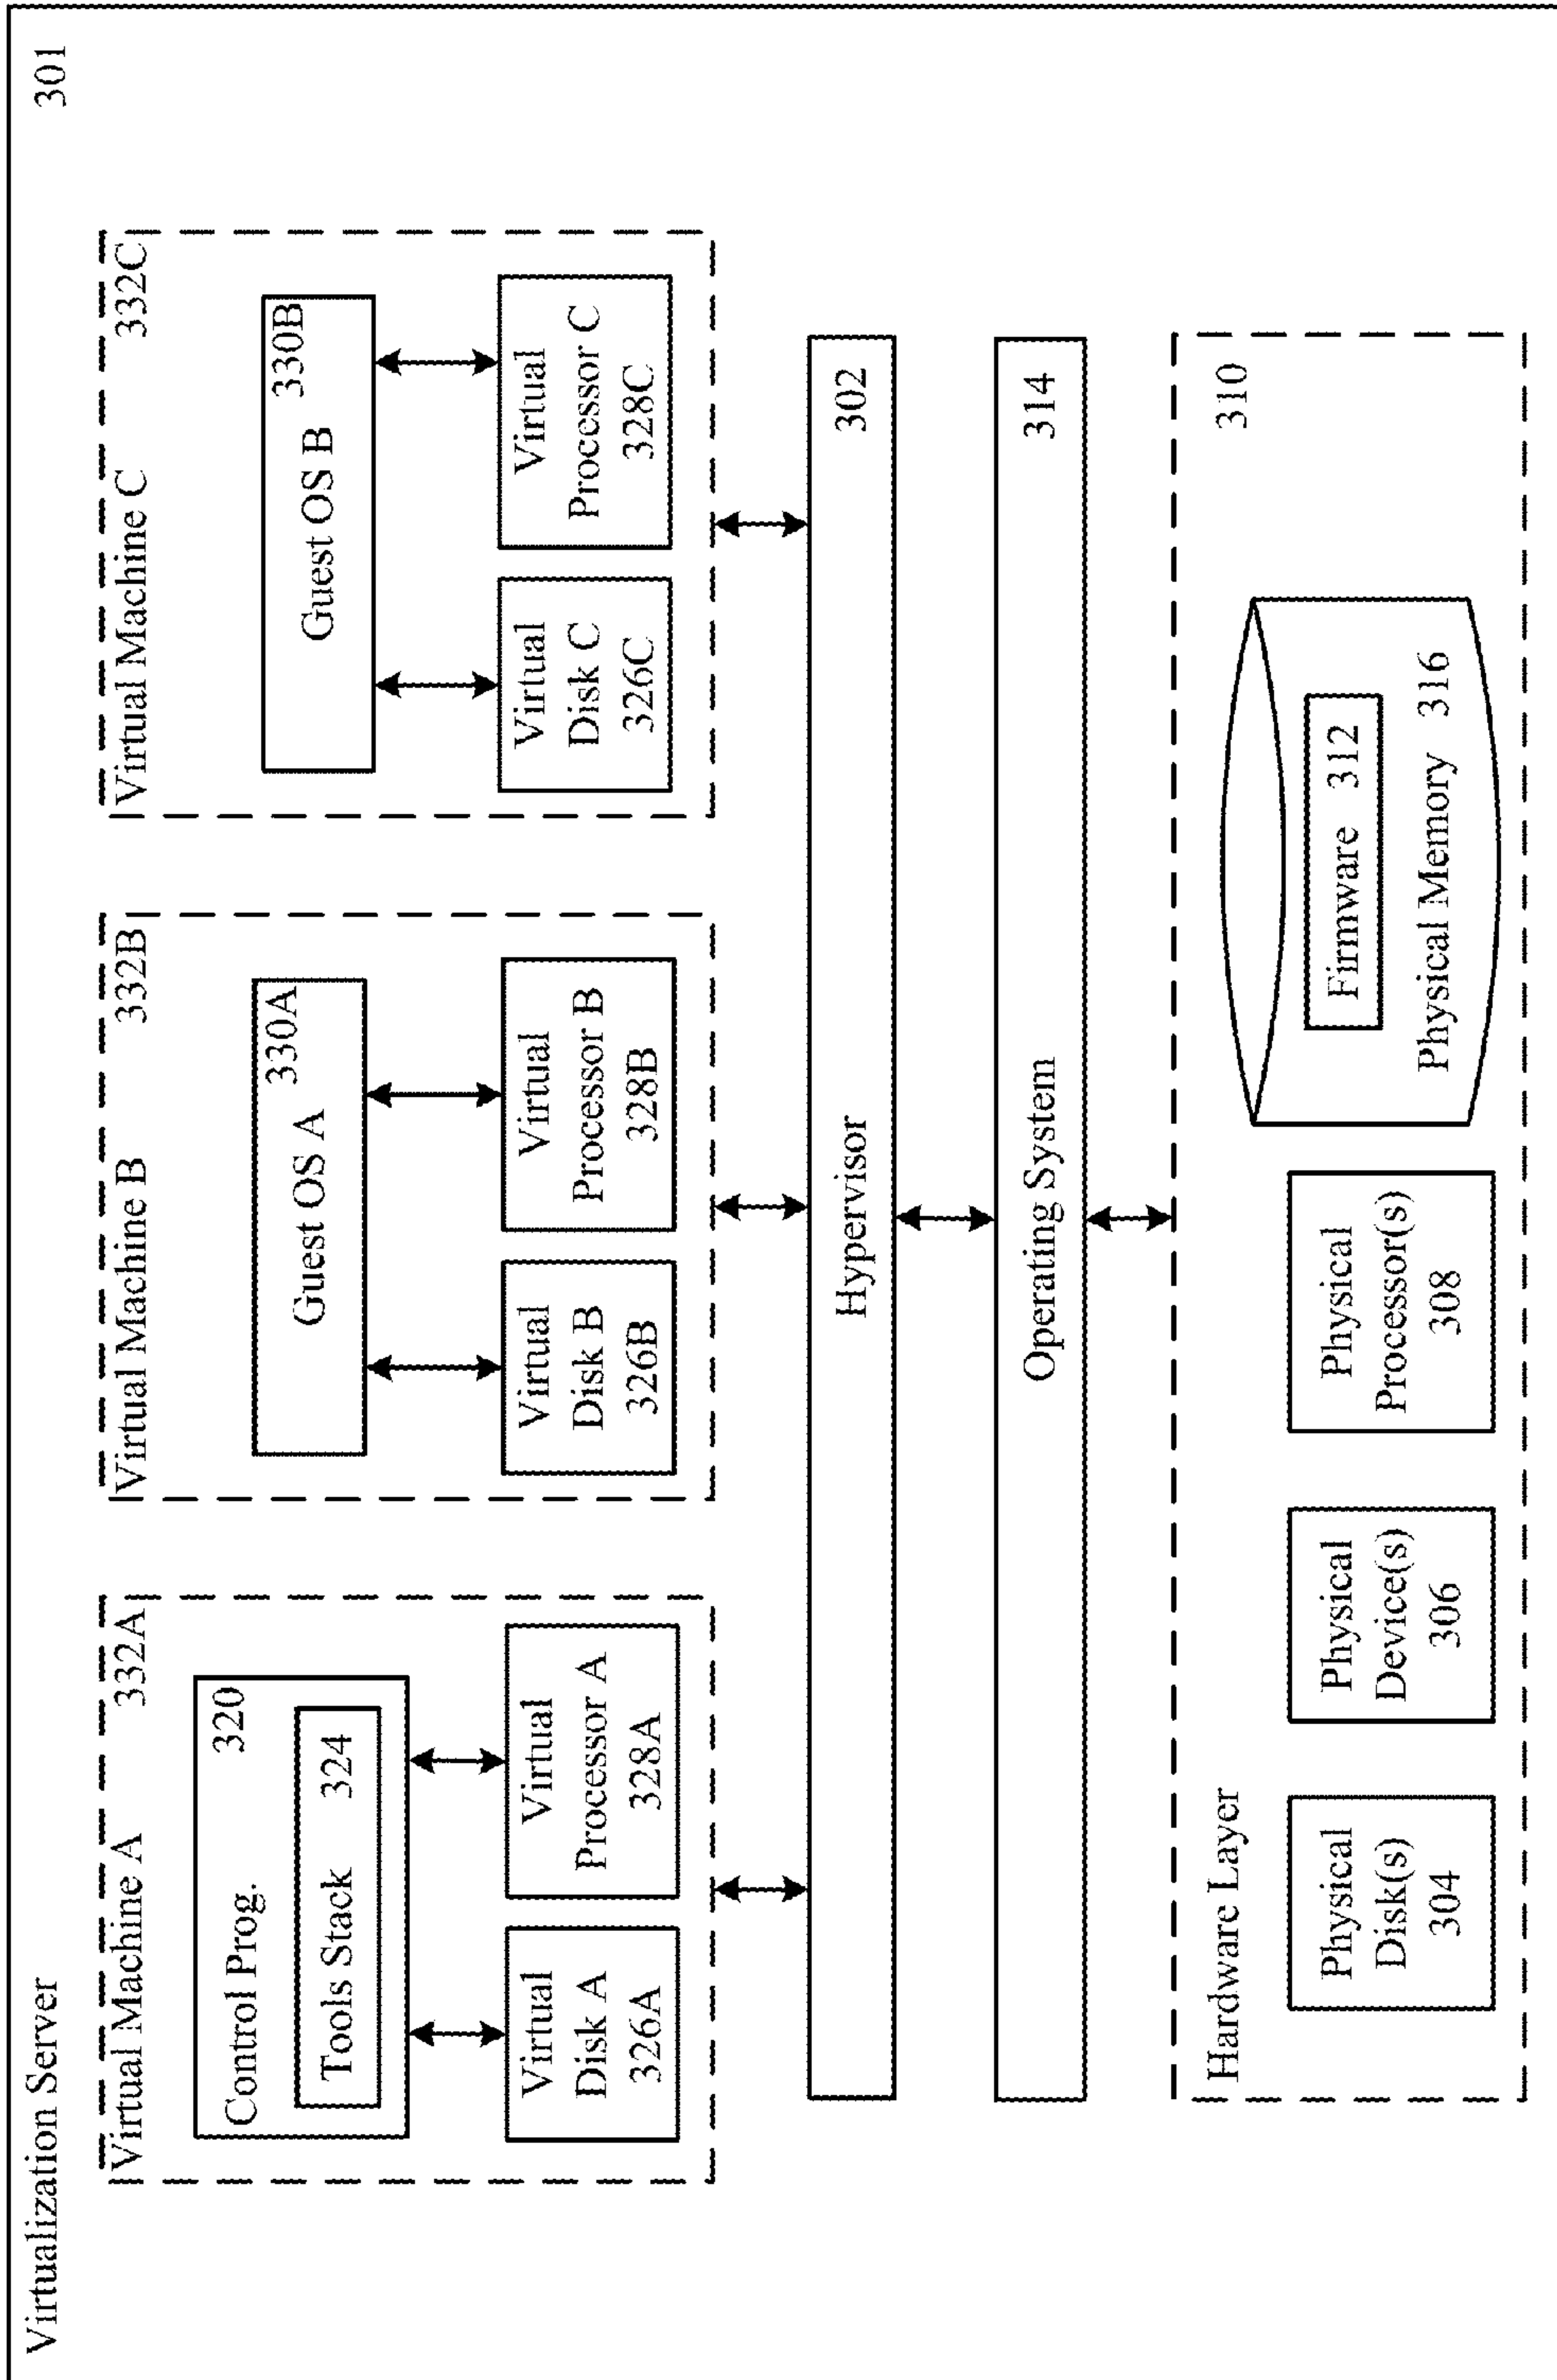 Virtualization Server
301
Virtual Machine A 332A
Control Prog.
320
Tools Stack 324
Virtual
Disk A
326A
Virtual
Processor A
328A
Virtual Machine B 332B
Guest OS A
330A
Virtual
Disk B
326B
Virtual
Processor B
328B
Virtual Machine C 332C
Guest OS B
330B
Virtual
Disk C
326C
Virtual
Processor C
328C
Hypervisor
302
Operating System
314
Hardware Layer
310
Physical
Disk(s)
304
Physical
Device(s)
306
Physical
Processor(s)
308
Firmware 312
Physical Memory 316